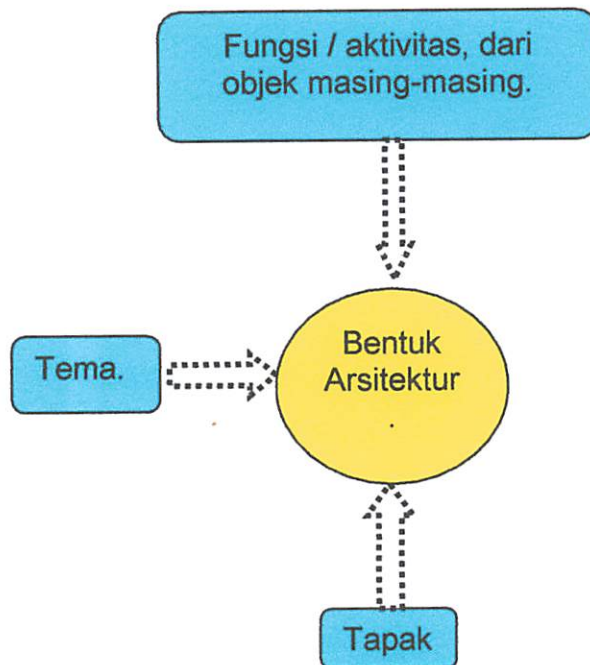 Fungsi / aktivitas, dari
objek masing-masing.
Tema.
Bentuk
Arsitektur
.
Tapak